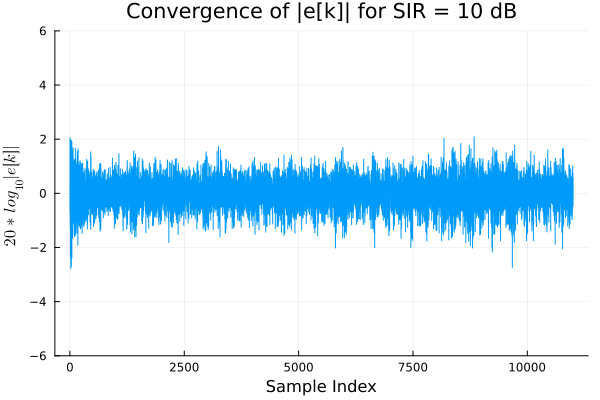 Convergence of |e[k]| for SIR = 10 dB
20 * log₁₀|e[k]|
6
4
2
0
−2
−4
−6
0 2500 5000 7500 10000
Sample Index